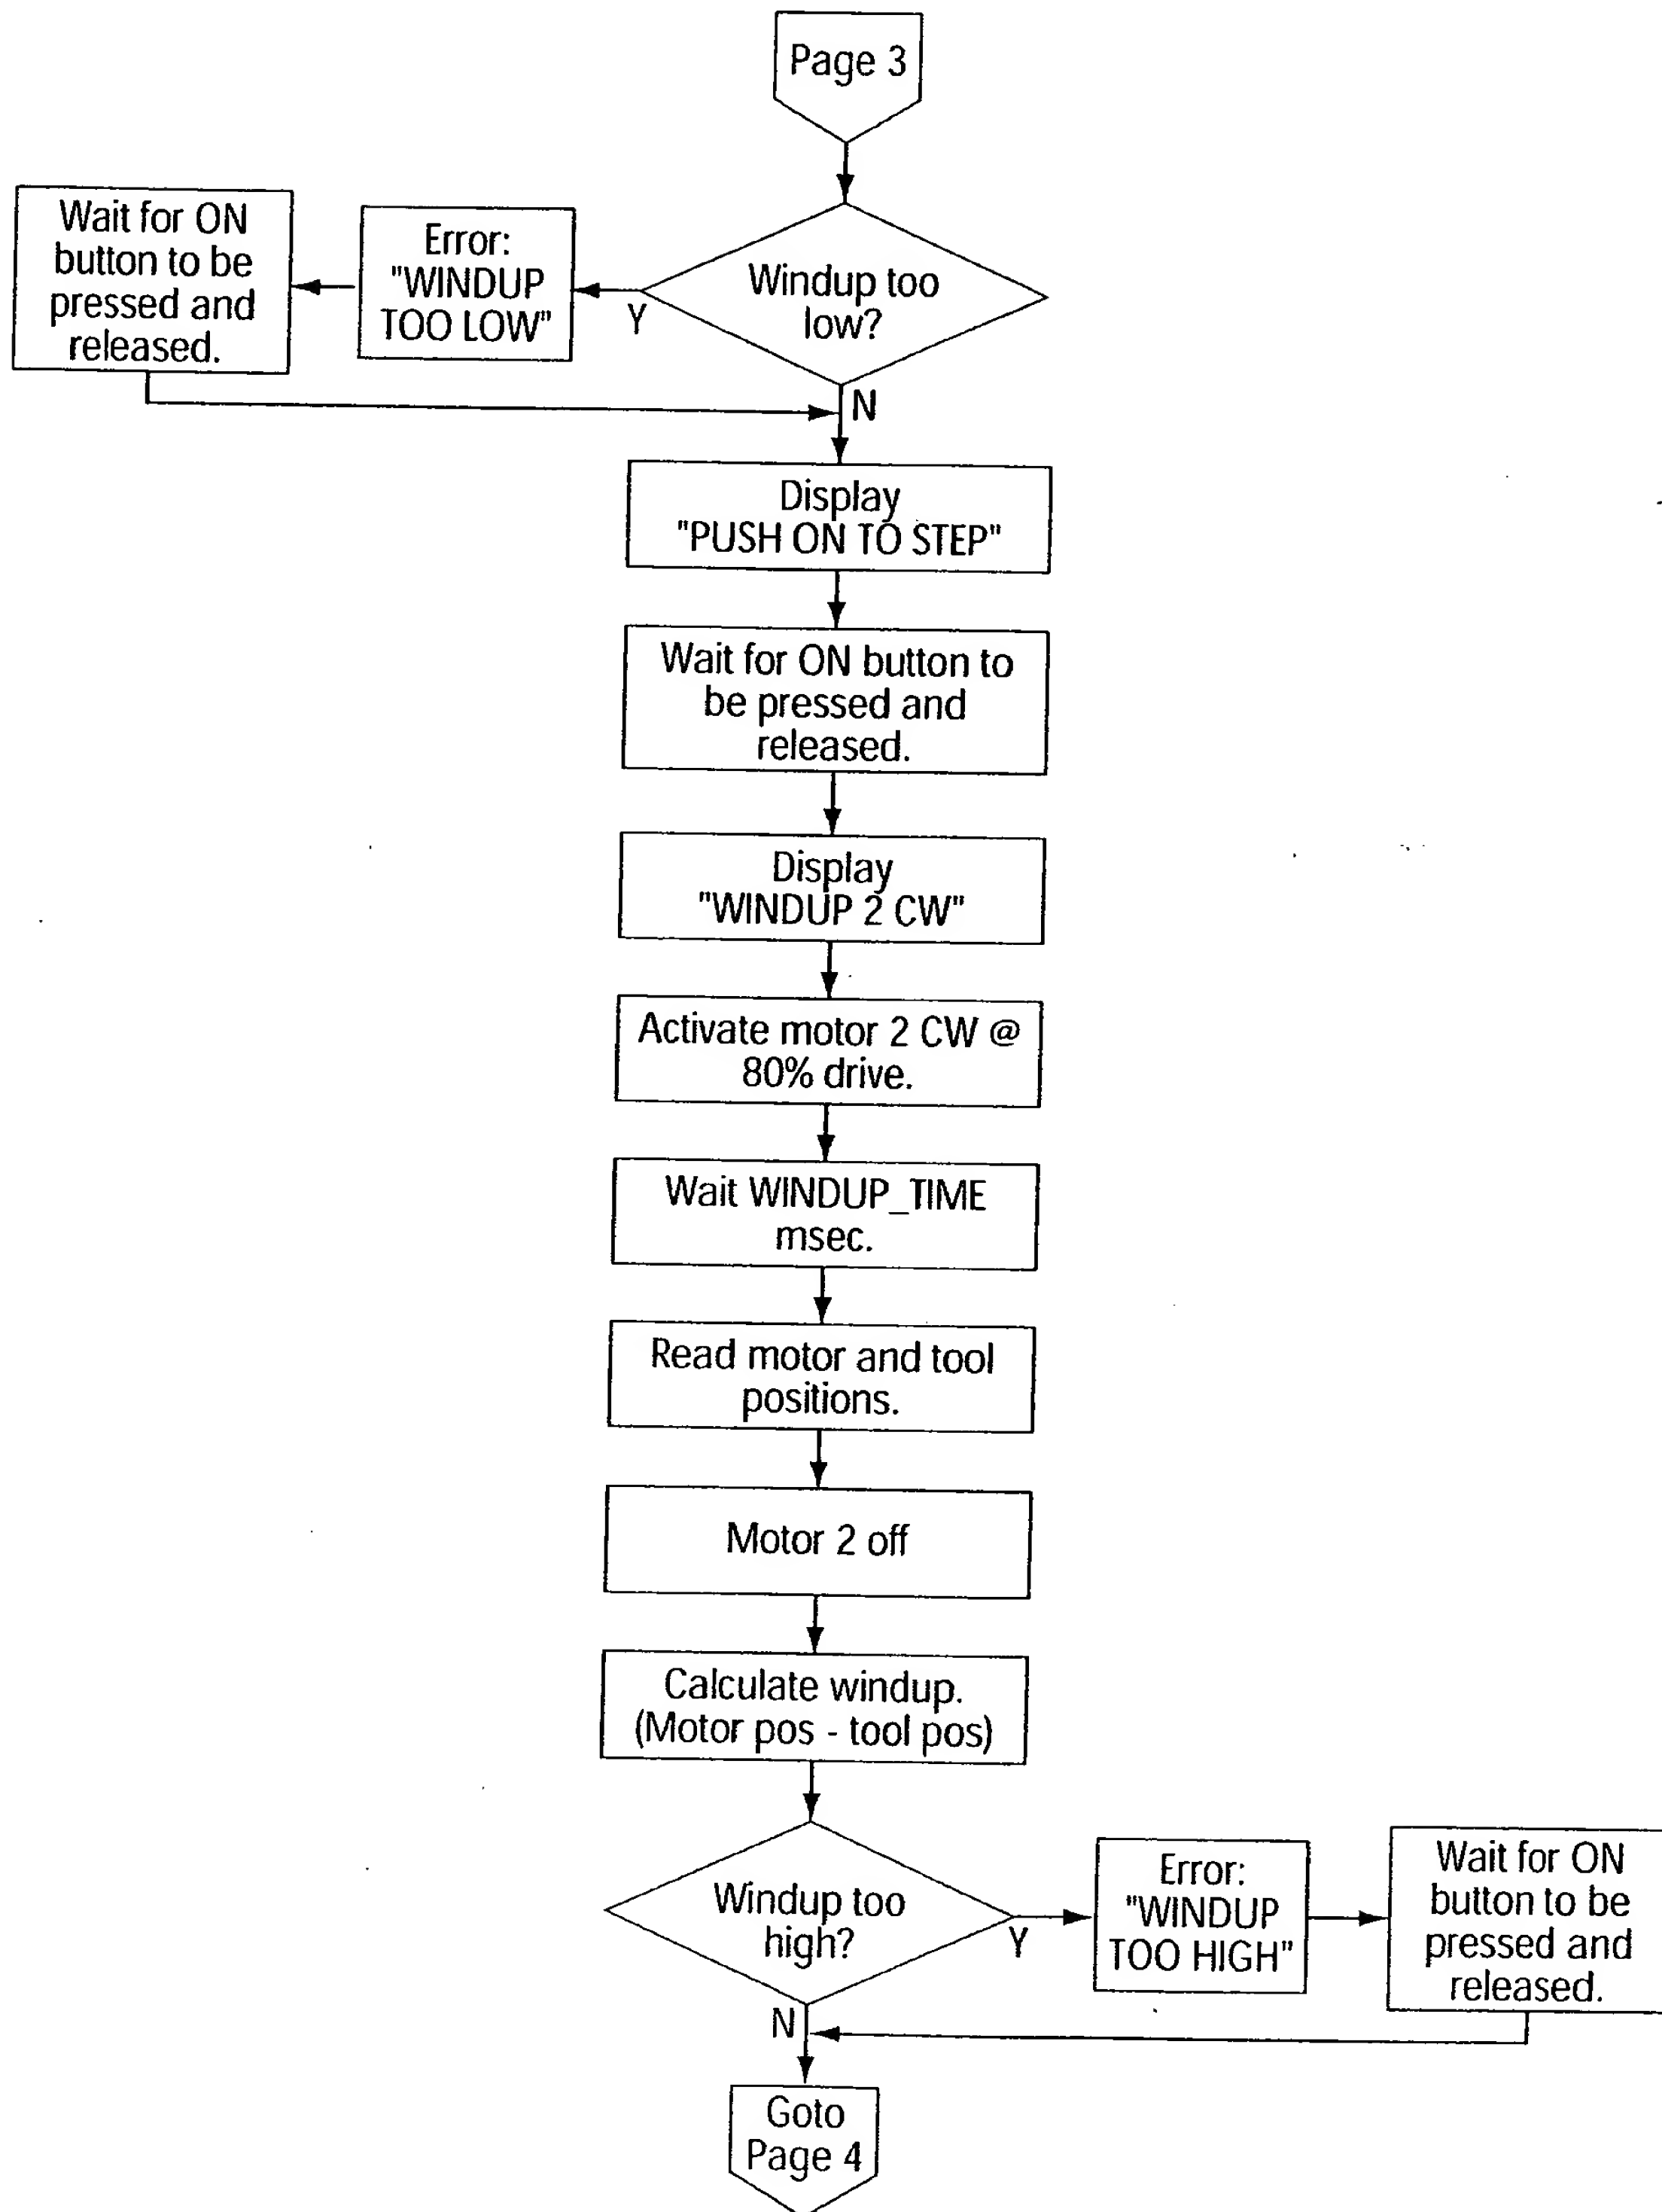 Page 3
Windup too
low?
Y
N
Error:
"WINDUP
TOO LOW"
Wait for ON
button to be
pressed and
released.
Display
"PUSH ON TO STEP"
Wait for ON button to
be pressed and
released.
Display
"WINDUP 2 CW"
Activate motor 2 CW @
80% drive.
Wait WINDUP_TIME
msec.
Read motor and tool
positions.
Motor 2 off
Calculate windup.
(Motor pos - tool pos)
Windup too
high?
Y
N
Error:
"WINDUP
TOO HIGH"
Wait for ON
button to be
pressed and
released.
Goto
Page 4